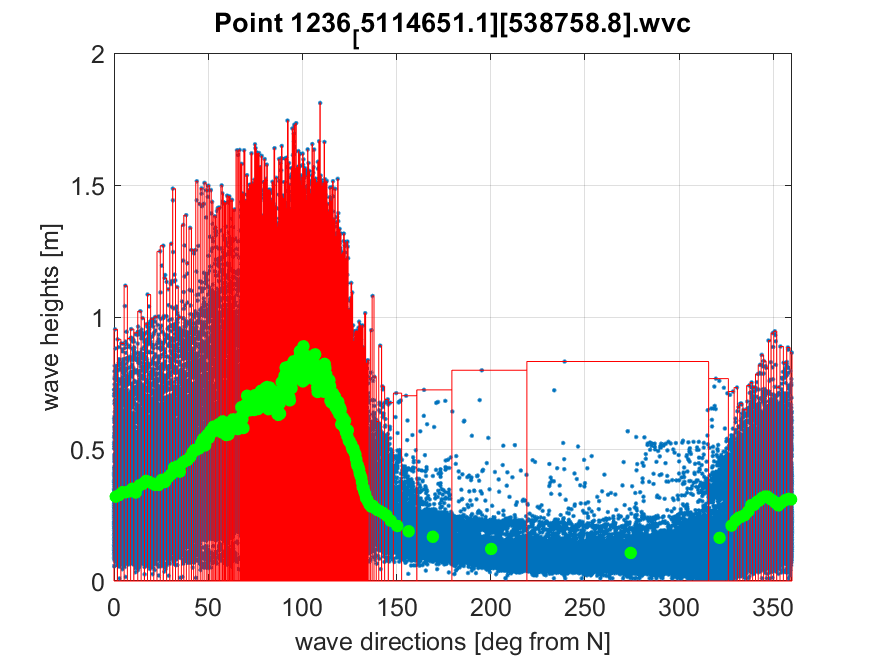 Point 1236[5114651.1][538758.8].wvc
2
1.5
1
0.5
0
wave heights [m]
0 50 100 150 200 250 300 350
wave directions [deg from N]